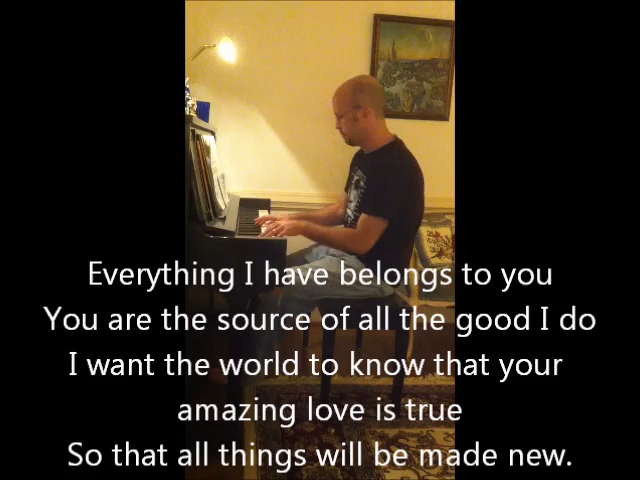 Everything I have belongs to you
You are the source of all the good I do
I want the world to know that your
amazing love is true
So that all things will be made new.